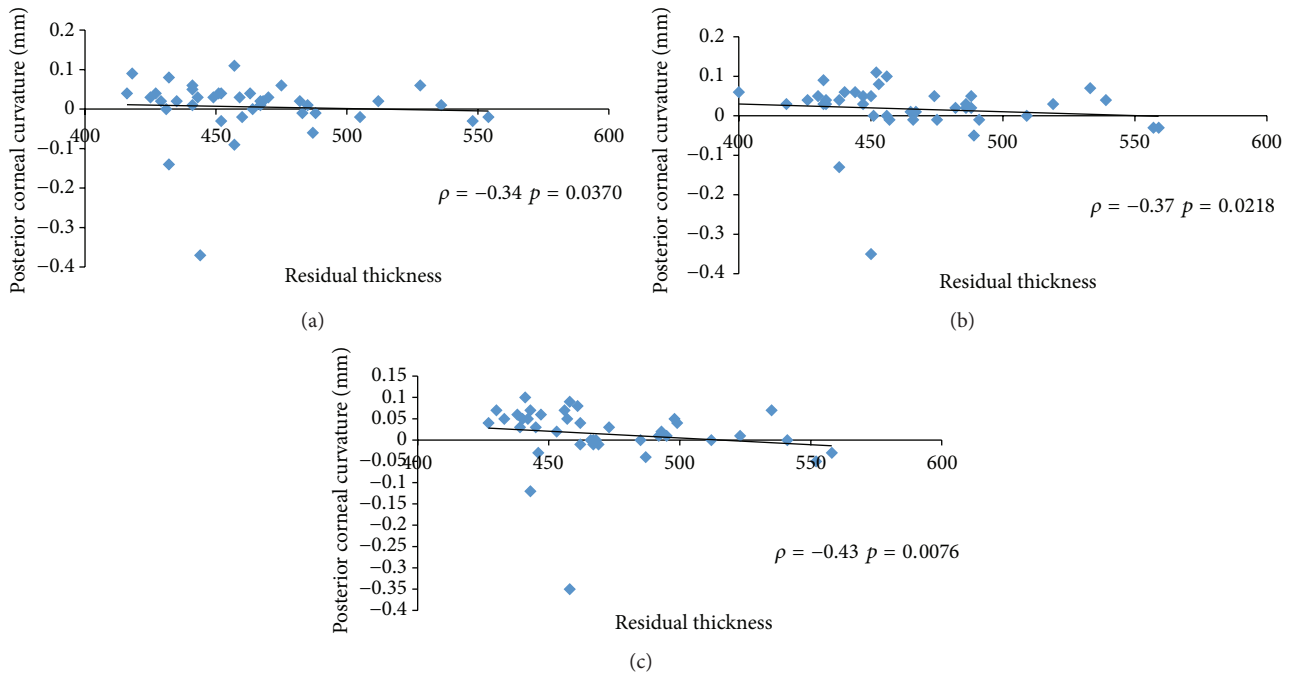 Posterior corneal curvature (mm)
0.2
0.1
0
−0.1
−0.2
−0.3
−0.4
400 450 500 550 600
ρ = −0.34 p = 0.0370
Residual thickness
(a)
Posterior corneal curvature (mm)
0.2
0.1
0
−0.1
−0.2
−0.3
−0.4
400 450 500 550 600
ρ = −0.37 p = 0.0218
Residual thickness
(b)
Posterior corneal curvature (mm)
0.15
0.1
0.05
0
−0.05
−0.1
−0.15
−0.2
−0.25
−0.3
−0.35
−0.4
400 450 500 550 600
ρ = −0.43 p = 0.0076
Residual thickness
(c)